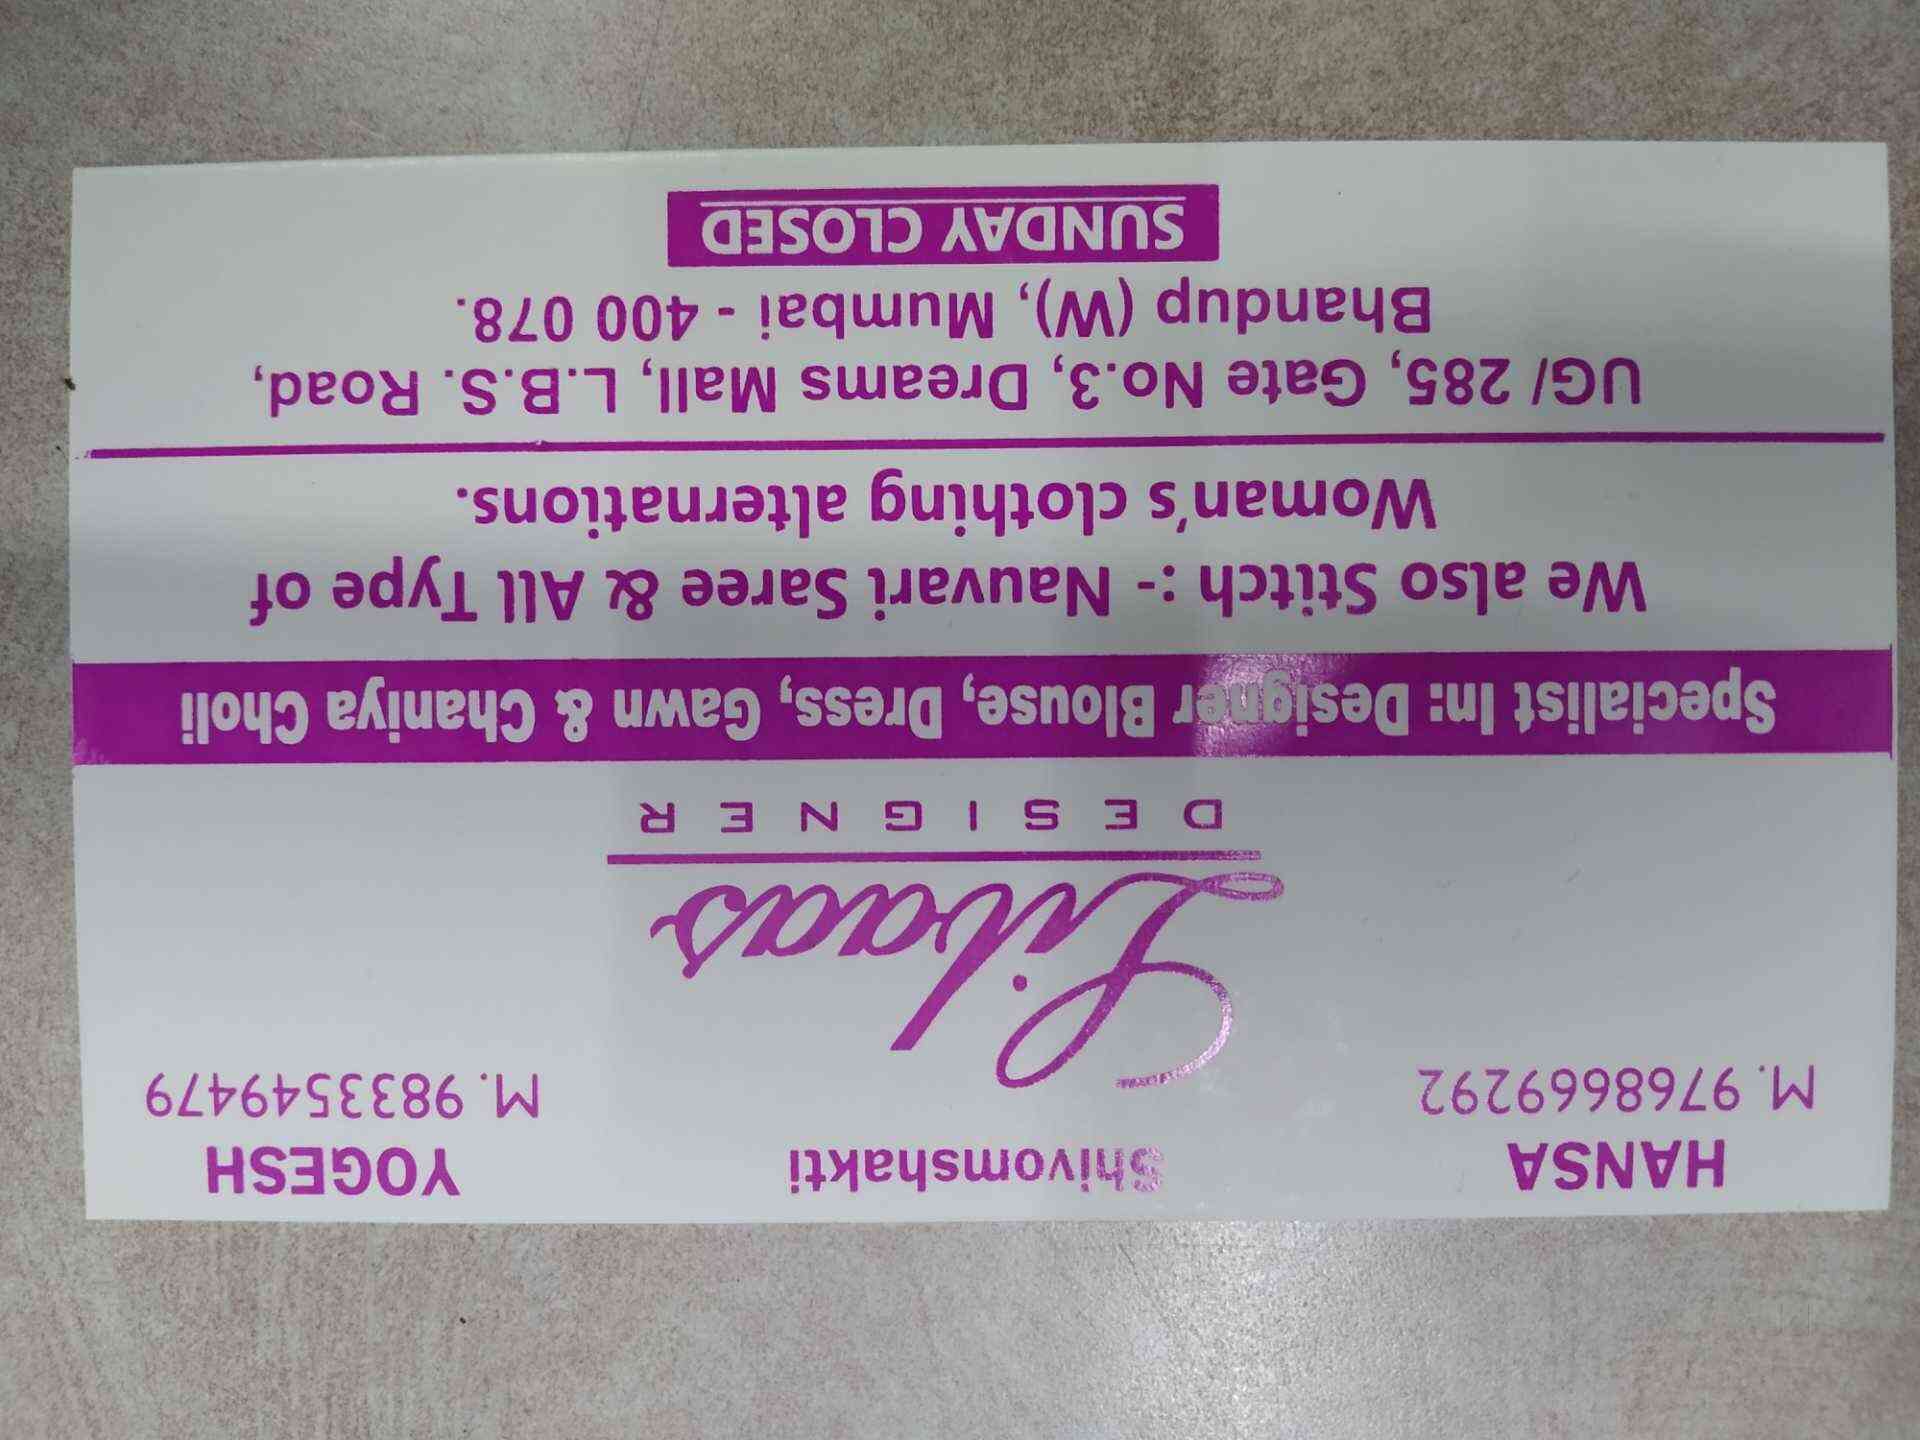 HANSA
M. 9768669292
Shivomshakti
YOGESH
M. 9833549479
Libaas
DESIGNER
Specialist In: Designer Blouse, Dress, Gawn & Chaniya Choli
We also Stitch :- Nauvari Saree & All Type of
Woman's clothing alternations.
UG/ 285, Gate No.3, Dreams Mall, L.B.S. Road,
Bhandup (W), Mumbai - 400 078.
SUNDAY CLOSED